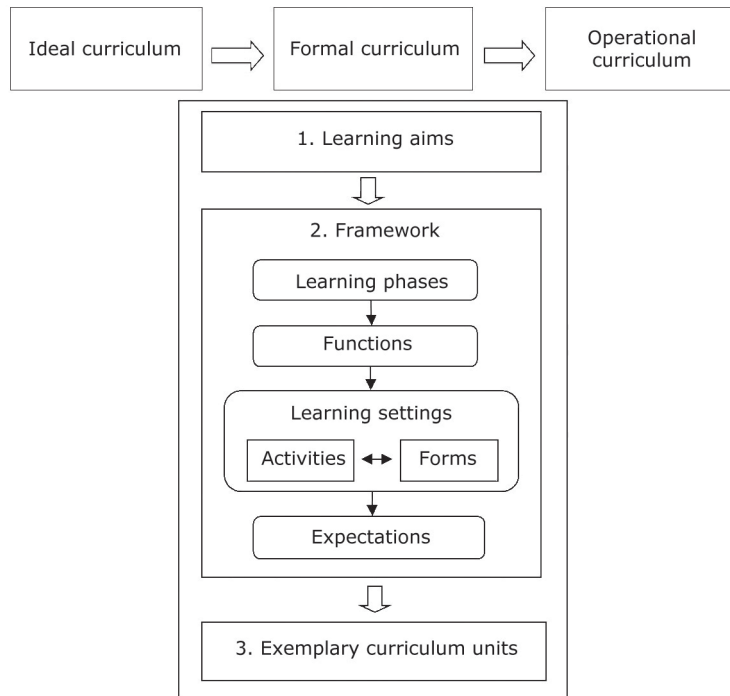 Ideal curriculum
Formal curriculum
Operational
curriculum
1. Learning aims
2. Framework
Learning phases
Functions
Learning settings
Activities
Forms
Expectations
3. Exemplary curriculum units